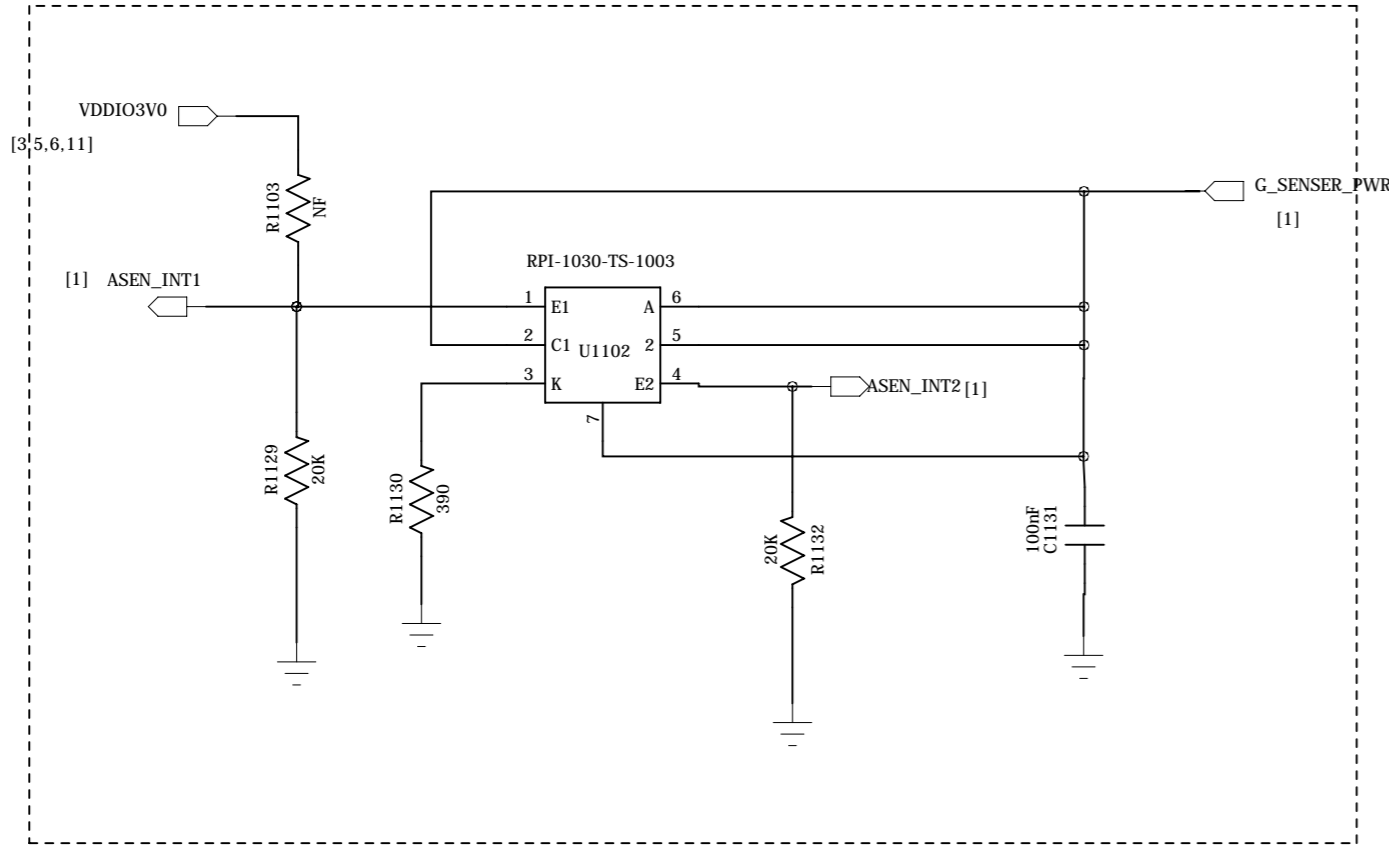 VDDIO3V0
[3,5,6,11]
R1103
NF
G_SENSER_PWR
[1]
RPI-1030-TS-1003
[1] ASEN_INT1
1 E1 A 6
2 C1 U1102 2 5
3 K E2 4
7
ASEN_INT2 [1]
R1129
20K
R1130
390
20K
R1132
100nF
C1131